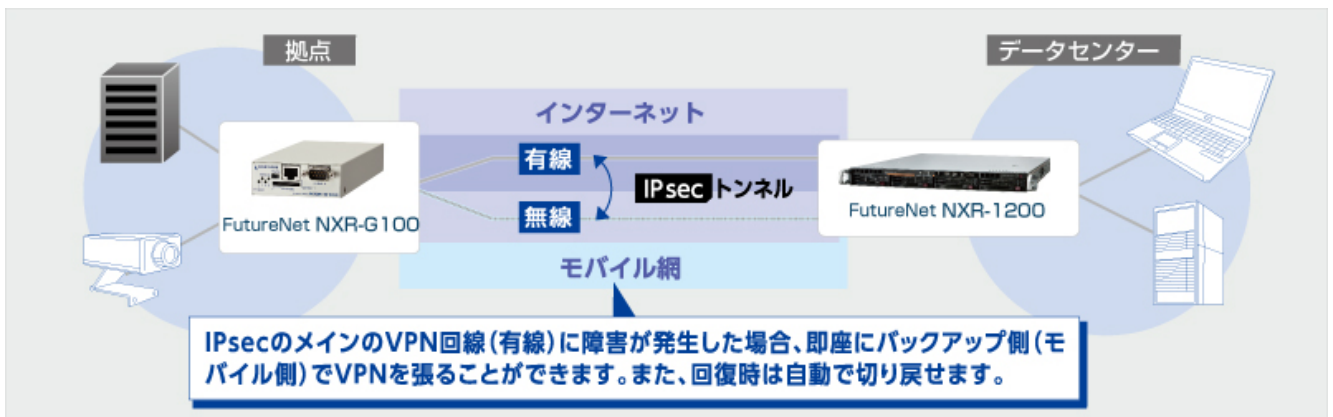 拠点
データセンター
インターネット
有線
IPsecトンネル
無線
FutureNet NXR-G100
FutureNet NXR-1200
モバイル網
IPsecのメインのVPN回線(有線)に障害が発生した場合、即座にバックアップ側(モ
バイル側)でVPNを張ることができます。また、回復時は自動で切り戻せます。